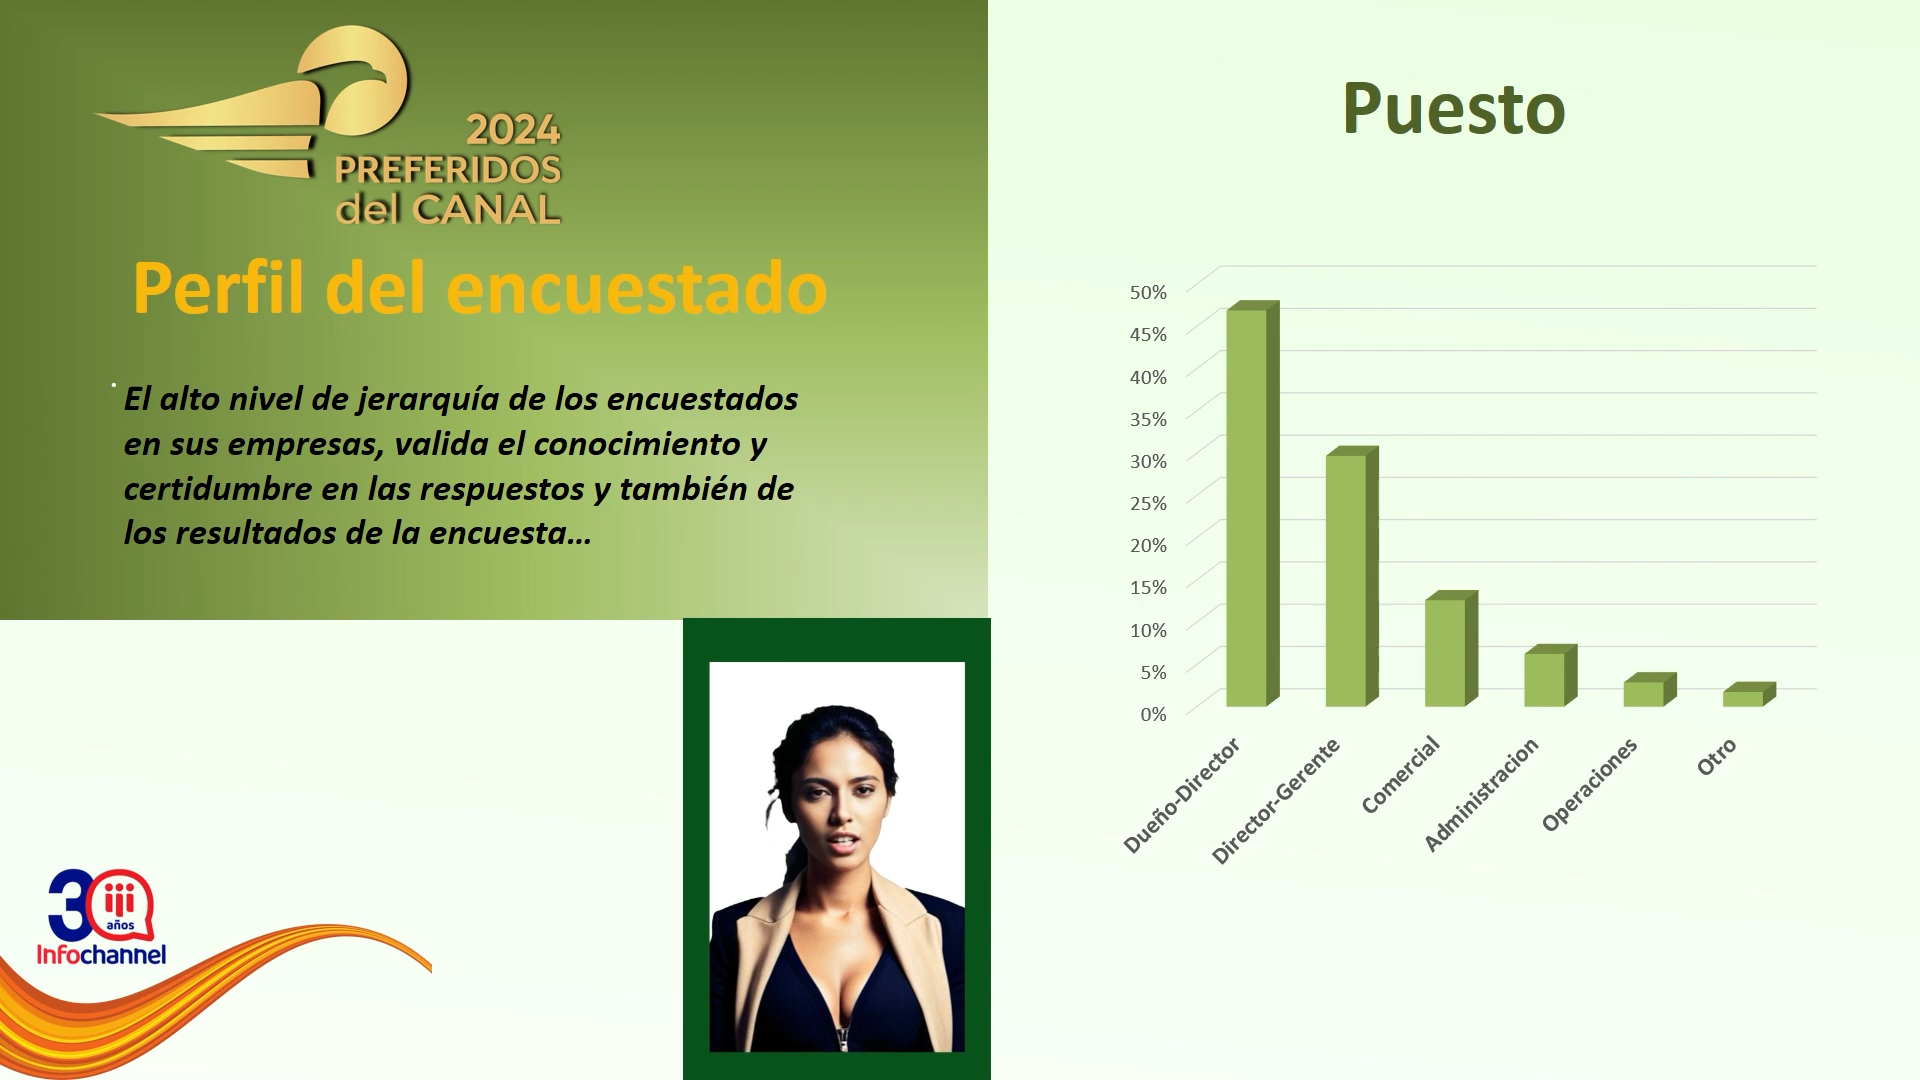 2024
PREFERIDOS
del CANAL
Perfil del encuestado
• El alto nivel de jerarquía de los encuestados
en sus empresas, valida el conocimiento y
certidumbre en las respuestos y también de
los resultados de la encuesta...
30
años
Infochannel
Puesto
50%
45%
40%
35%
30%
25%
20%
15%
10%
5%
0%
Dueño-Director
Director-Gerente
Comercial
Administracion
Operaciones
Otro